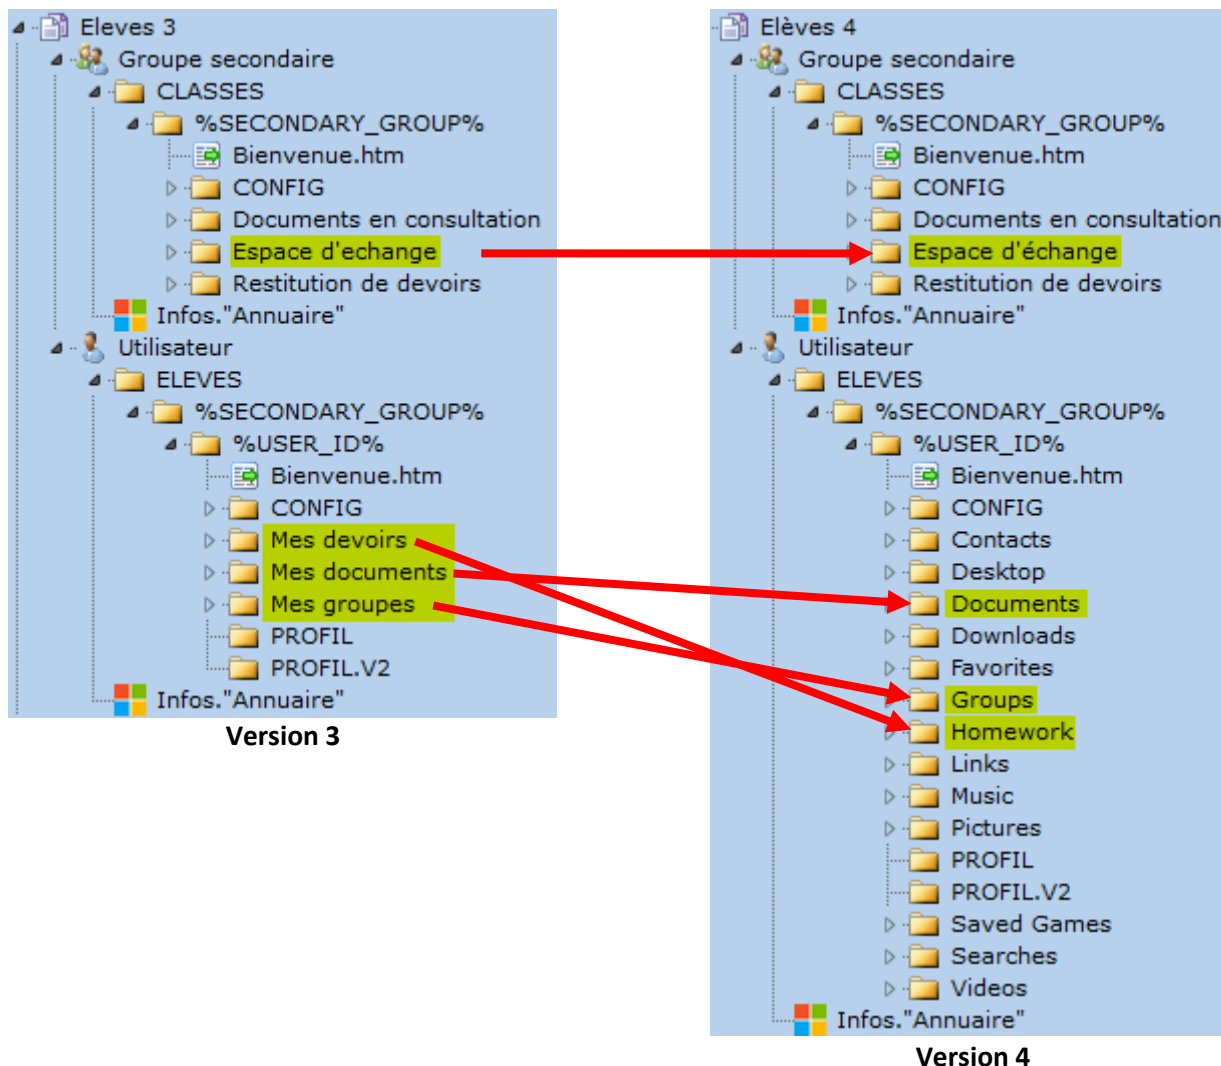 Eleves 3
Groupe secondaire
CLASSES
%SECONDARY_GROUP%
Bienvenue.htm
CONFIG
Documents en consultation
Espace d'echange
Restitution de devoirs
Infos."Annuaire"
Utilisateur
ELEVES
%SECONDARY_GROUP%
%USER_ID%
Bienvenue.htm
CONFIG
Mes devoirs
Mes documents
Mes groupes
PROFIL
PROFIL.V2
Infos."Annuaire"
Version 3
Elèves 4
Groupe secondaire
CLASSES
%SECONDARY_GROUP%
Bienvenue.htm
CONFIG
Documents en consultation
Espace d'échange
Restitution de devoirs
Infos."Annuaire"
Utilisateur
ELEVES
%SECONDARY_GROUP%
%USER_ID%
Bienvenue.htm
CONFIG
Contacts
Desktop
Documents
Downloads
Favorites
Groups
Homework
Links
Music
Pictures
PROFIL
PROFIL.V2
Saved Games
Searches
Videos
Infos."Annuaire"
Version 4